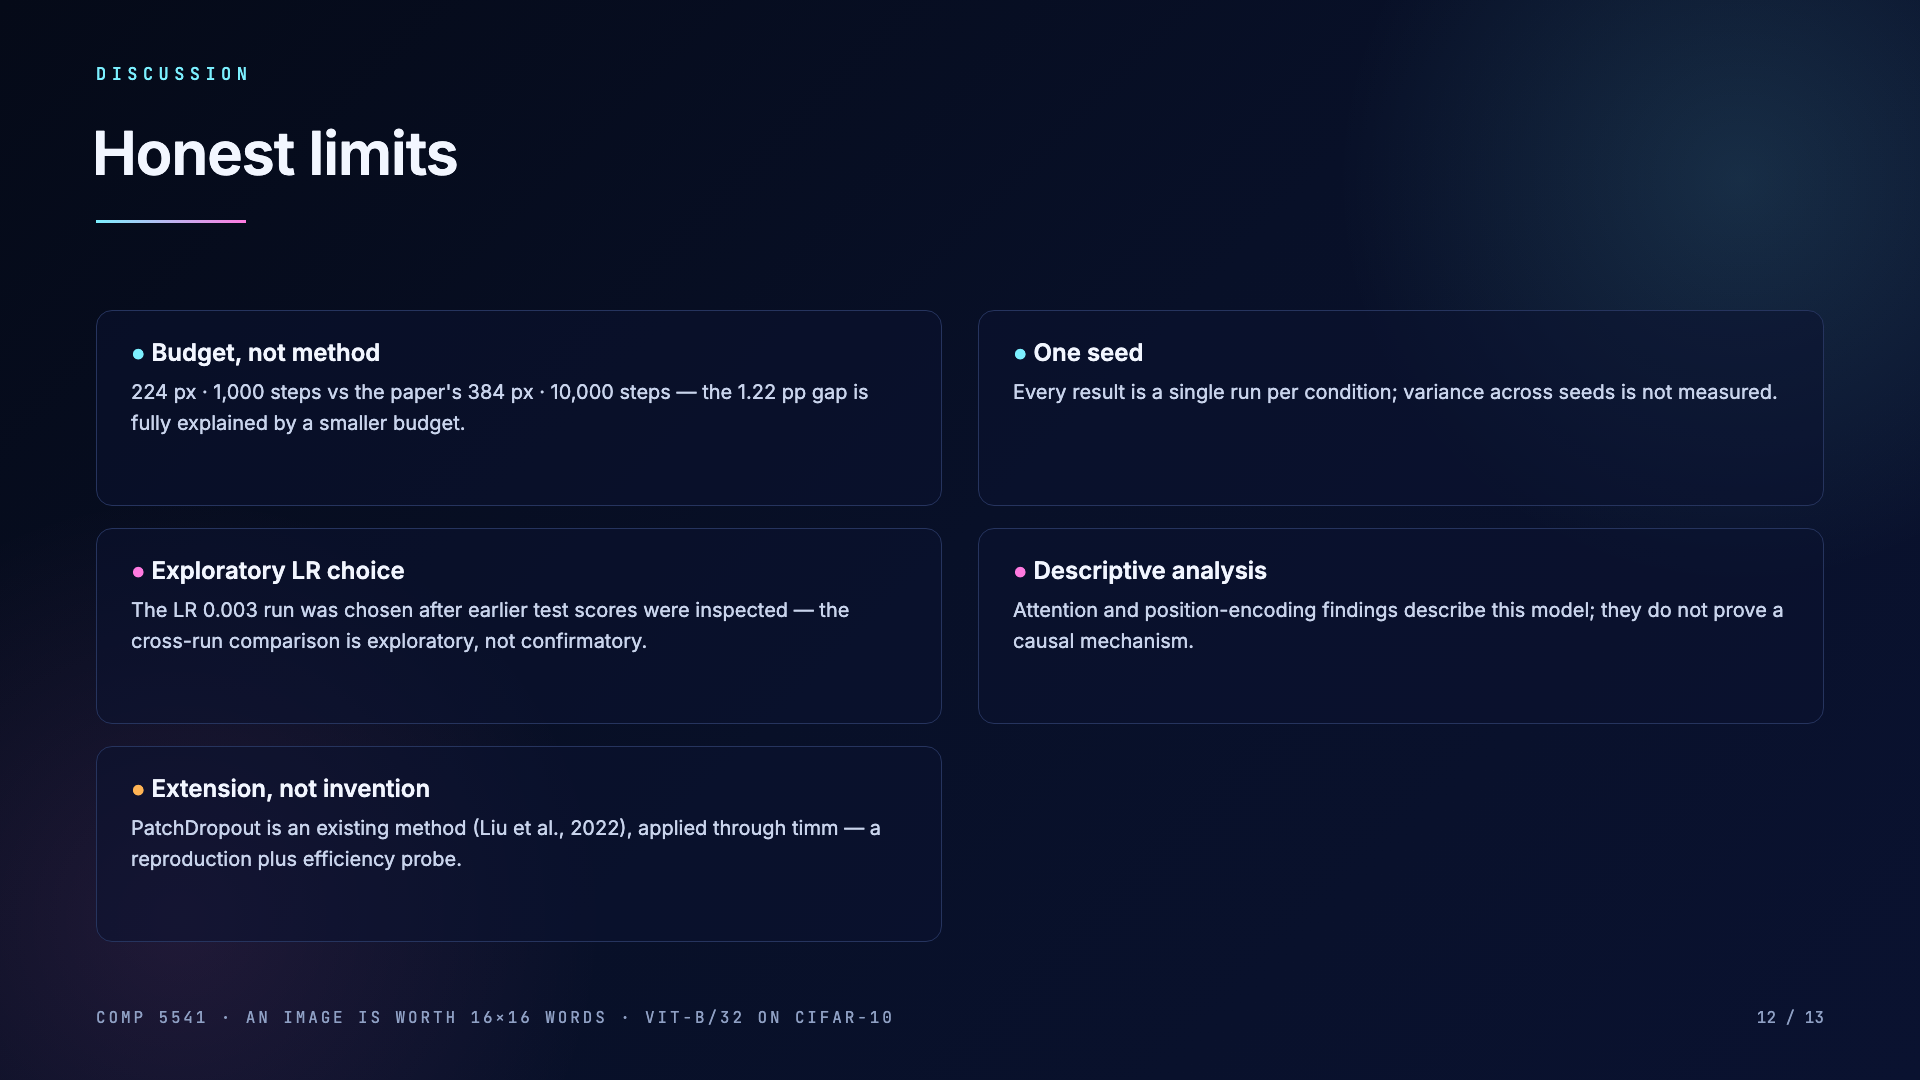 DISCUSSION
Honest limits
Budget, not method
224 px · 1,000 steps vs the paper's 384 px · 10,000 steps — the 1.22 pp gap is
fully explained by a smaller budget.
One seed
Every result is a single run per condition; variance across seeds is not measured.
Exploratory LR choice
The LR 0.003 run was chosen after earlier test scores were inspected — the
cross-run comparison is exploratory, not confirmatory.
Descriptive analysis
Attention and position-encoding findings describe this model; they do not prove a
causal mechanism.
Extension, not invention
PatchDropout is an existing method (Liu et al., 2022), applied through timm — a
reproduction plus efficiency probe.
COMP 5541 · AN IMAGE IS WORTH 16×16 WORDS · VIT-B/32 ON CIFAR-10
12 / 13